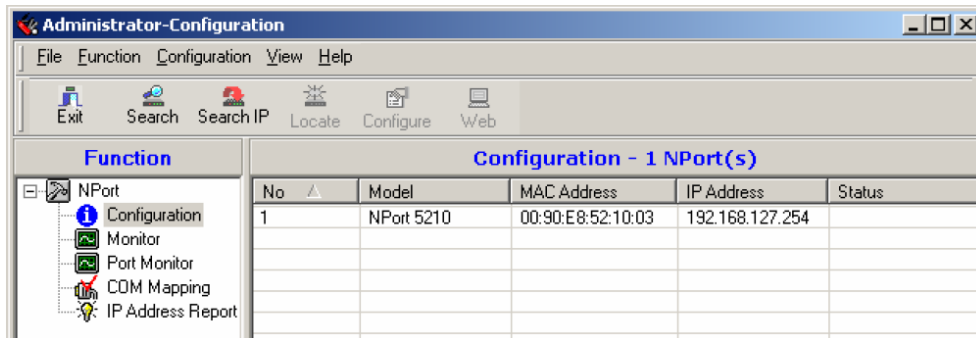 Administrator-Configuration
File Function Configuration View Help
Exit Search Search IP Locate Configure Web
Function
Configuration - 1 NPort(s)
NPort
Configuration
Monitor
Port Monitor
COM Mapping
IP Address Report
No Model MAC Address IP Address Status
1 NPort 5210 00:90:E8:52:10:03 192.168.127.254